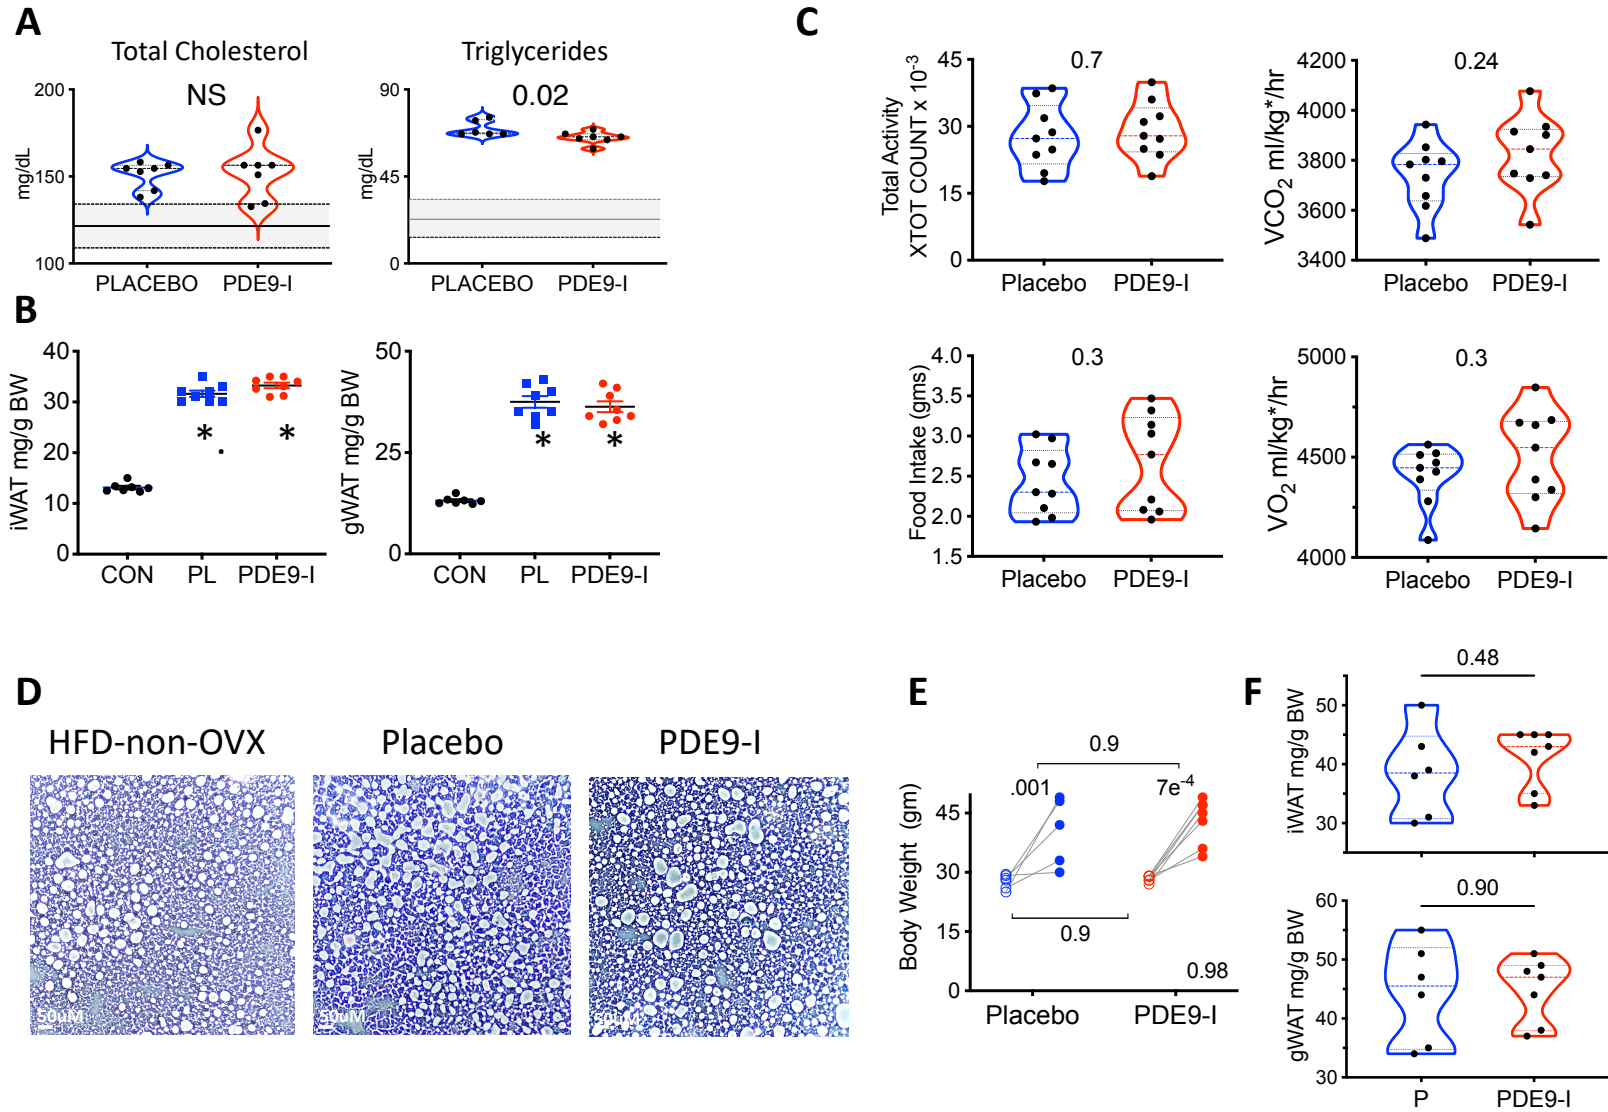 A
Total Cholesterol
Triglycerides
200
150
100
mg/dL
NS
PLACEBO
PDE9-I
90
45
0
mg/dL
0.02
PLACEBO
PDE9-I
B
40
30
20
10
0
iWAT mg/g BW
*
*
CON
PL
PDE9-I
50
25
0
gWAT mg/g BW
*
*
CON
PL
PDE9-I
C
45
30
15
0
Total Activity
XTOT COUNT x 10-3
0.7
Placebo
PDE9-I
4200
4000
3800
3600
3400
VCO2 ml/kg*/hr
0.24
Placebo
PDE9-I
4.0
3.0
2.0
1.5
Food Intake (gms)
0.3
Placebo
PDE9-I
5000
4500
4000
VO2 ml/kg*/hr
0.3
Placebo
PDE9-I
D
HFD-non-OVX
Placebo
PDE9-I
50uM
50uM
50uM
E
0.9
.001
7e-4
45
30
15
0
Body Weight (gm)
0.9
0.98
Placebo
PDE9-I
F
0.48
50
40
30
iWAT mg/g BW
0.90
60
50
40
30
gWAT mg/g BW
P
PDE9-I